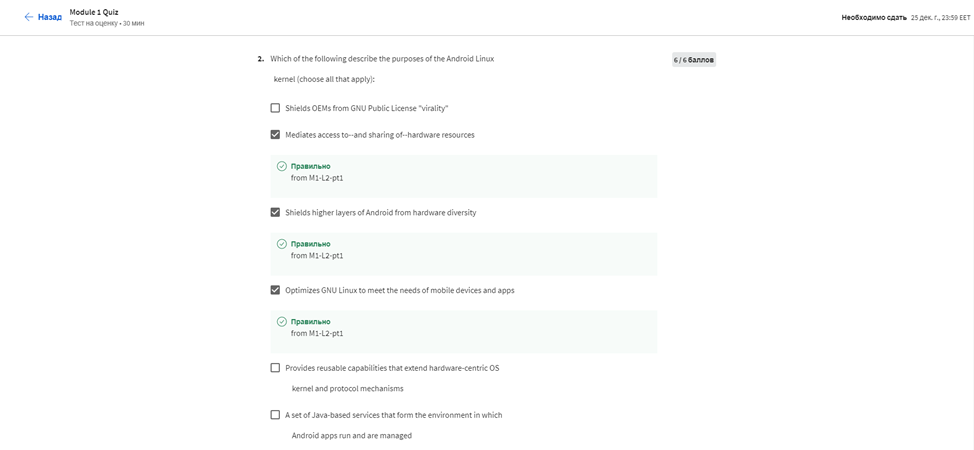 Назад
Module 1 Quiz
Тест на оценку • 30 мин
Необходимо сдать 25 дек. г., 23:59 EET
2. Which of the following describe the purposes of the Android Linux
kernel (choose all that apply):
6 / 6 баллов
Shields OEMs from GNU Public License "virality"
Mediates access to--and sharing of--hardware resources
Правильно
from M1-L2-pt1
Shields higher layers of Android from hardware diversity
Правильно
from M1-L2-pt1
Optimizes GNU Linux to meet the needs of mobile devices and apps
Правильно
from M1-L2-pt1
Provides reusable capabilities that extend hardware-centric OS
kernel and protocol mechanisms
A set of Java-based services that form the environment in which
Android apps run and are managed